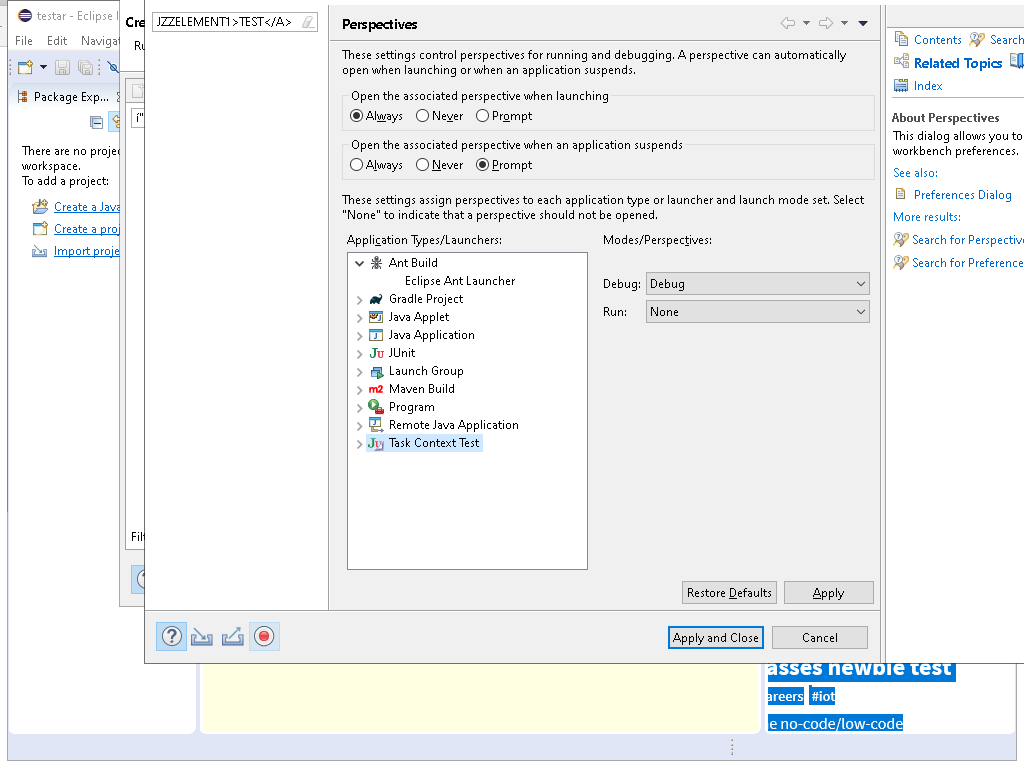 testar - Eclipse I
File Edit Naviga
Package Exp...
There are no proje
workspace.
To add a project:
Create a Java
Create a proj
Import proje
Cre
Ru
Filt
JZZELEMENT1>TEST</A>
Perspectives
These settings control perspectives for running and debugging. A perspective can automatically
open when launching or when an application suspends.
Open the associated perspective when launching
Always Never Prompt
Open the associated perspective when an application suspends
Always Never Prompt
These settings assign perspectives to each application type or launcher and launch mode set. Select
"None" to indicate that a perspective should not be opened.
Application Types/Launchers:
Ant Build
Eclipse Ant Launcher
Gradle Project
Java Applet
Java Application
JU JUnit
Launch Group
m2 Maven Build
Program
Remote Java Application
Task Context Test
Modes/Perspectives:
Debug: Debug
Run: None
Restore Defaults Apply
Apply and Close Cancel
Contents Search
Related Topics
Index
About Perspectives
This dialog allows you to
workbench preferences.
See also:
Preferences Dialog
More results:
Search for Perspective
Search for Preference
asses newbie test
areers #iot
e no-code/low-code